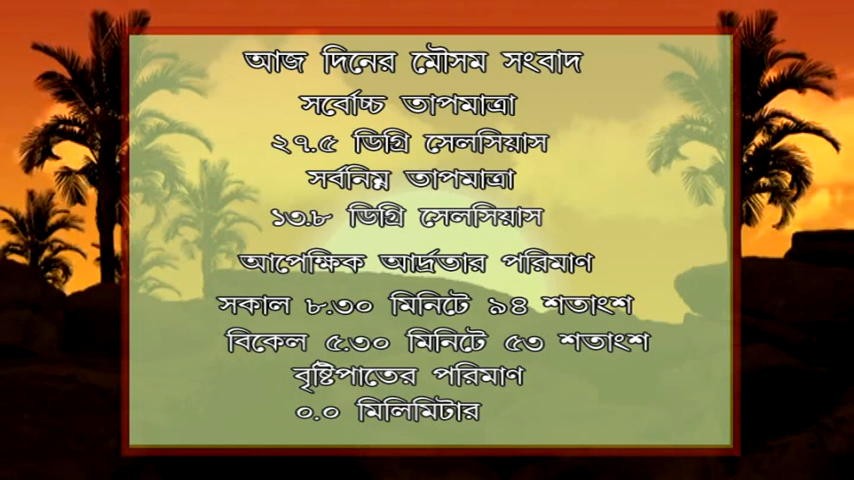 আজ দিনের মৌসম সংবাদ
সর্বোচ্চ তাপমাত্রা
২৭.৫ ডিগ্রি সেলসিয়াস
সর্বনিম্ন তাপমাত্রা
১৩.৮ ডিগ্রি সেলসিয়াস
আপেক্ষিক আর্দ্রতার পরিমাণ
সকাল ৮.৩০ মিনিটে ৯৪ শতাংশ
বিকেল ৫.৩০ মিনিটে ৫৩ শতাংশ
বৃষ্টিপাতের পরিমাণ
০.০ মিলিমিটার